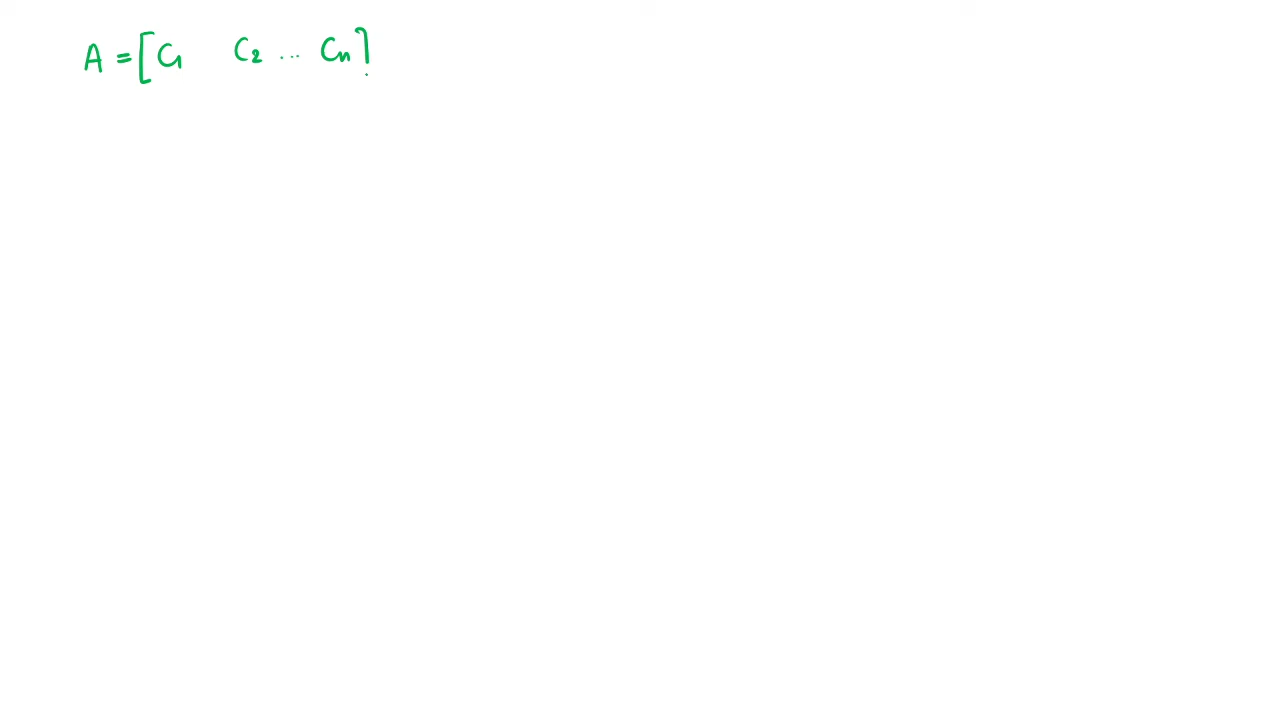 A = [C₁ C₂ ... Cₙ]